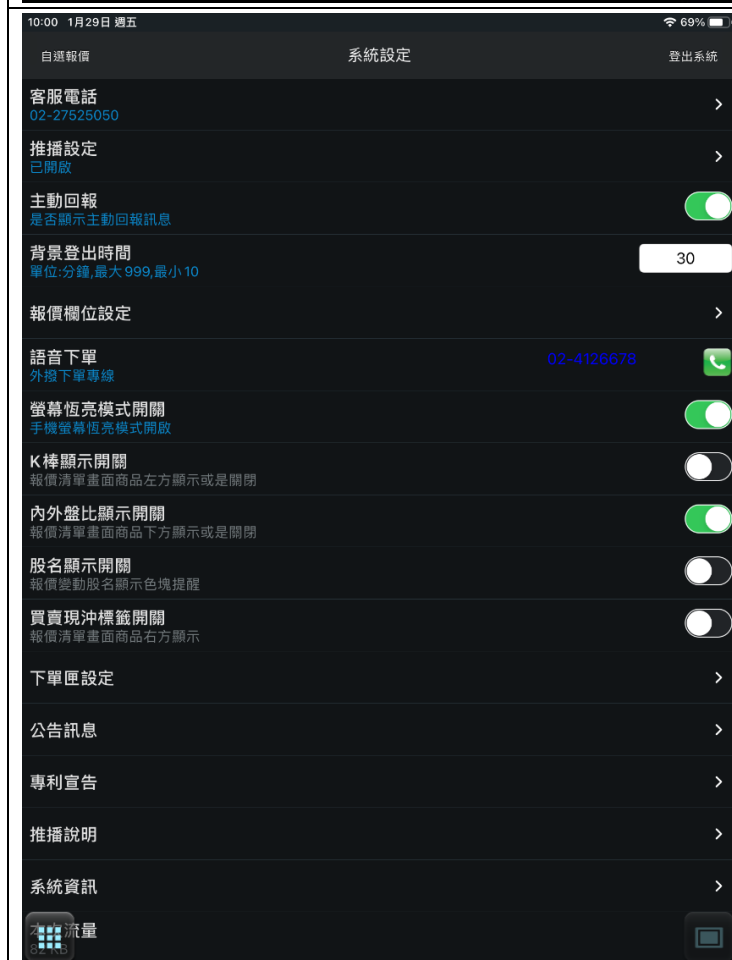 10:00 1月29日 週五
69%
自選報價
系統設定
登出系統
客服電話
02-27525050
推播設定
已開啟
主動回報
是否顯示主動回報訊息
背景登出時間
單位:分鐘,最大999,最小10
30
報價欄位設定
語音下單
外撥下單專線
02-4126678
螢幕恆亮模式開關
手機螢幕恆亮模式開啟
K棒顯示開關
報價清單畫面商品左方顯示或是關閉
內外盤比顯示開關
報價清單畫面商品下方顯示或是關閉
股名顯示開關
報價變動股名顯示色塊提醒
買賣現沖標籤開關
報價清單畫面商品右方顯示
下單匣設定
公告訊息
專利宣告
推播說明
系統資訊
流量
82 KB